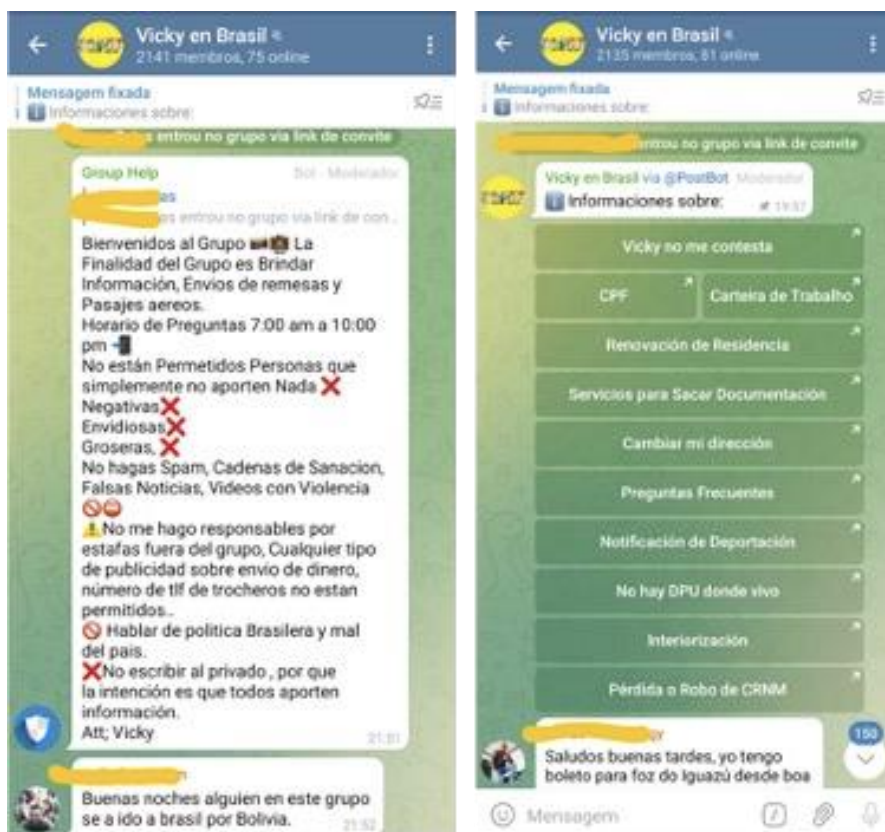 Vicky en Brasil
2141 membros, 75 online
Mensagem fixada
Informaciones sobre:
entrou no grupo via link de convite
Group Help
Bot - Moderador
as
os entrou no grupo via link de con...
Bienvenidos al Grupo La
Finalidad del Grupo es Brindar
Información, Envios de remesas y
Pasajes aereos.
Horario de Preguntas 7:00 am a 10:00
pm
No están Permetidos Personas que
simplemente no aporten Nada ❌
Negativas❌
Envidiosas❌
Groseras, ❌
No hagas Spam, Cadenas de Sanacion,
Falsas Noticias, Videos con Violencia
🚫⛔
⚠️No me hago responsables por
estafas fuera del grupo, Cualquier tipo
de publicidad sobre envio de dinero,
número de tlf de trocheros no estan
permitidos..
🚫 Hablar de politica Brasilera y mal
del pais.
❌No escribir al privado , por que
la intención es que todos aporten
información.
Att; Vicky
21:51
Buenas noches alguien en este grupo
se a ido a brasil por Bolivia.
21:52
Vicky en Brasil
2135 membros, 81 online
Mensagem fixada
Informaciones sobre:
entrou no grupo via link de convite
Vicky en Brasil via @PostBot Moderador
ℹ️ Informaciones sobre:
19:57
Vicky no me contesta
CPF
Carteira de Trabalho
Renovación de Residencia
Servicios para Sacar Documentación
Cambiar mi dirección
Preguntas Frecuentes
Notificación de Deportación
No hay DPU donde vivo
Interiorización
Pérdida o Robo de CRNM
150
Saludos buenas tardes, yo tengo
boleto para foz do Iguazú desde boa
Mensagem